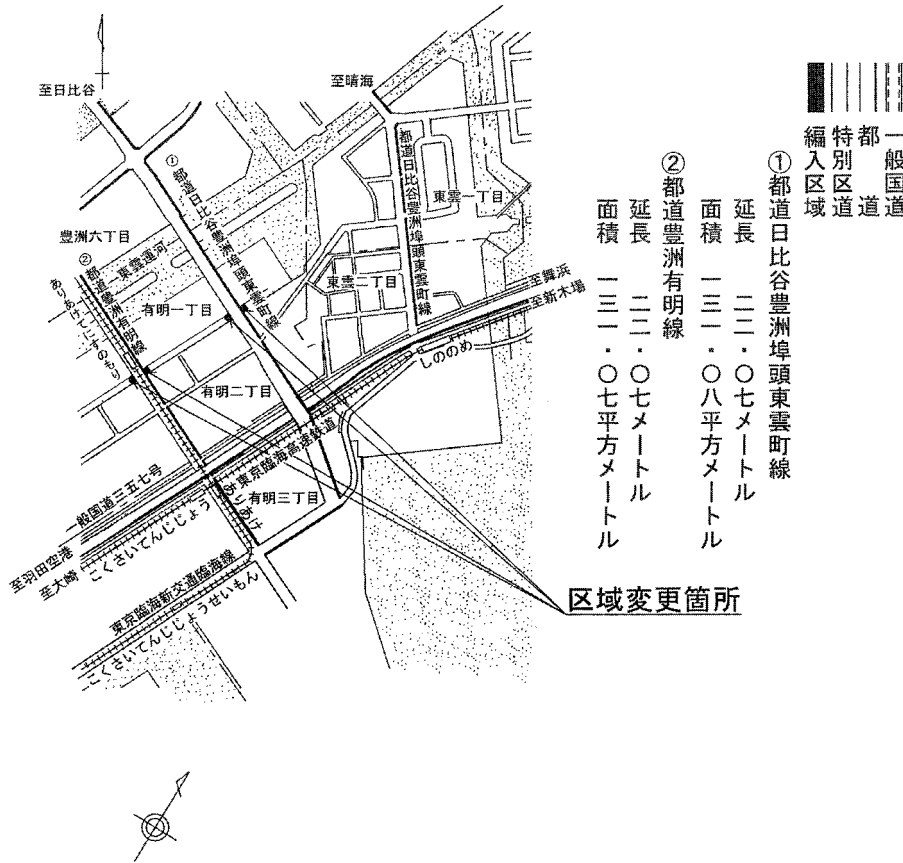 一般国道
都道
特別区道
編入区域
①都道日比谷豊洲埠頭東雲町線
延長 二二・〇七メートル
面積 一三一・〇八平方メートル
②都道豊洲有明線
延長 二二・〇七メートル
面積 一三一・〇七平方メートル
区域変更箇所
至日比谷
至晴海
①都道日比谷豊洲埠頭東雲町線
都道日比谷豊洲埠頭東雲町線
東雲一丁目
豊洲六丁目
東雲運河
②都道豊洲有明線
ありあけてにすのもり
有明一丁目
東雲二丁目
至舞浜
至新木場
しののめ
有明二丁目
東京臨海高速鉄道
有明三丁目
ありあけ
一般国道三五七号
こくさいてんじじょう
至羽田空港
至大崎
東京臨海新交通臨海線
こくさいてんじじょうせいもん